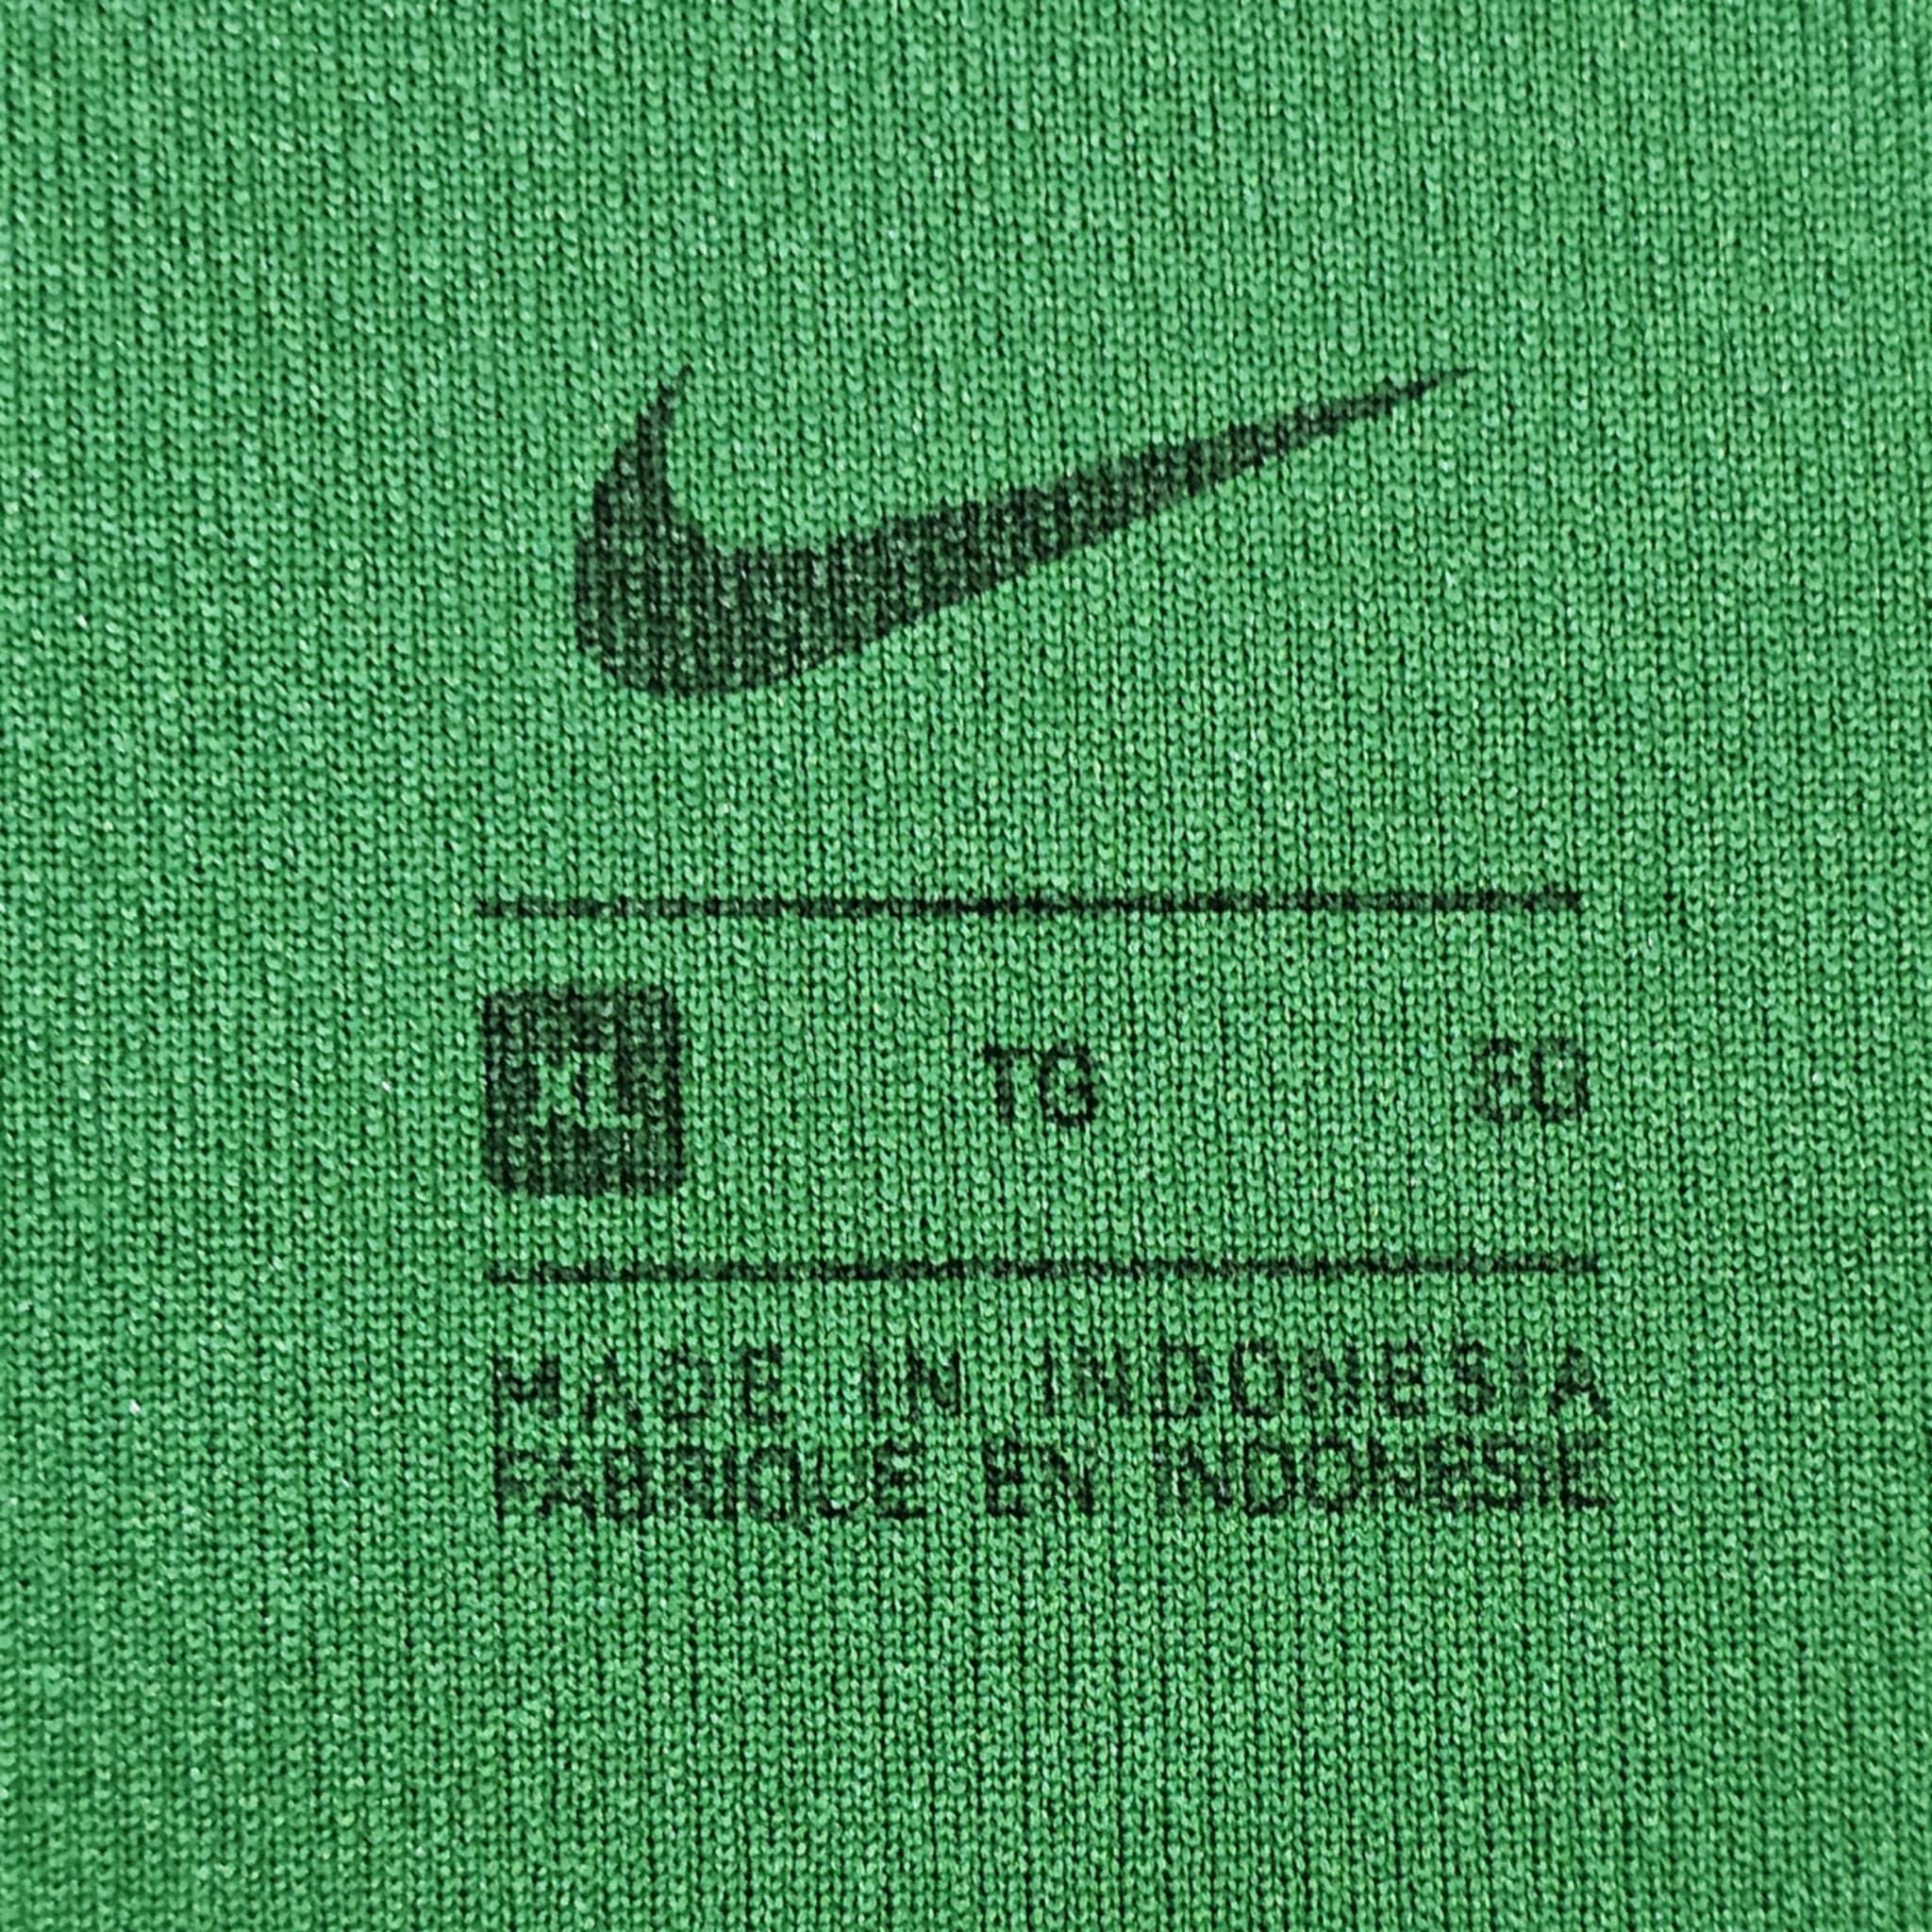 XL TG EG
MADE IN INDONESIA
FABRIQUE EN INDONESIE